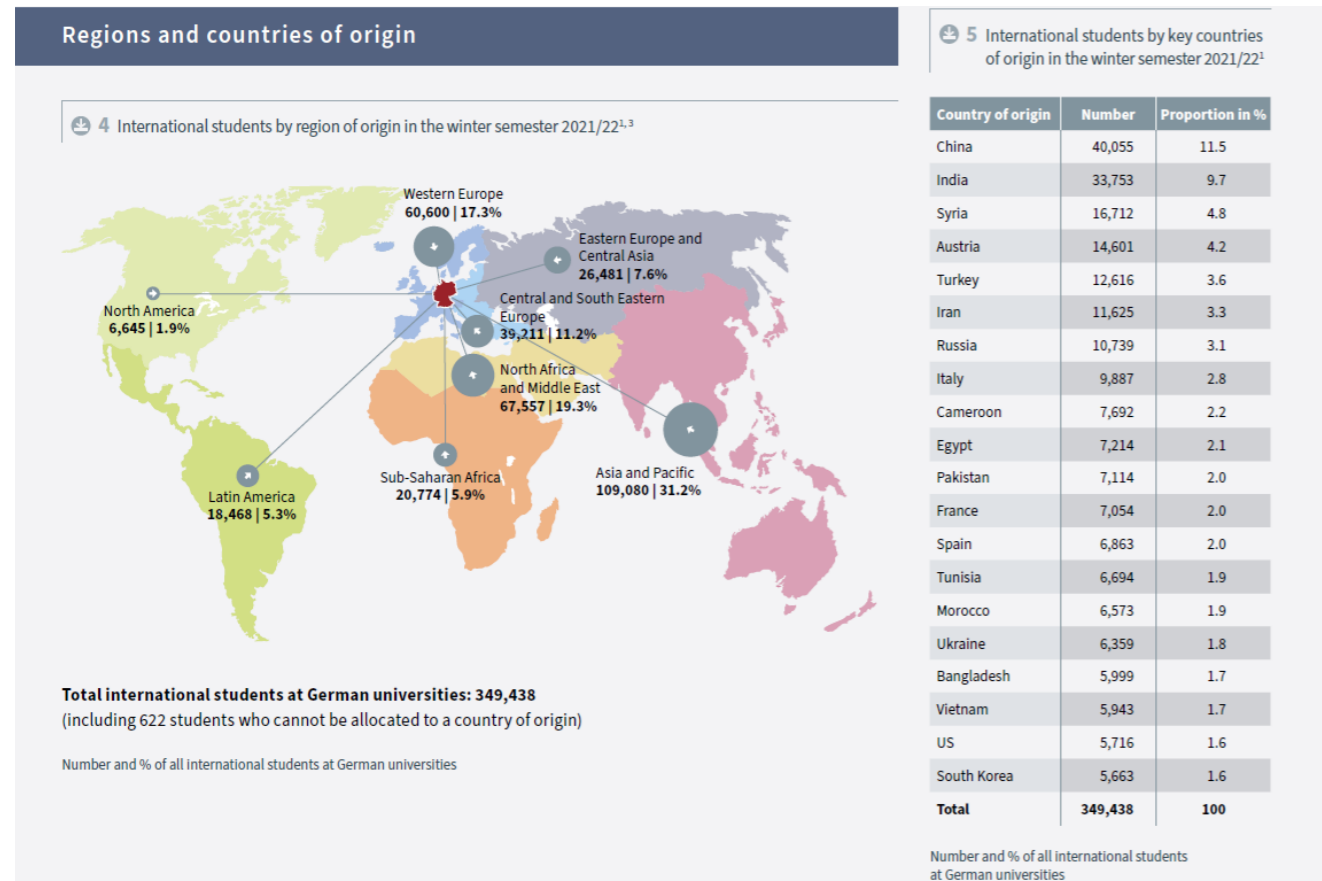 Regions and countries of origin
4 International students by region of origin in the winter semester 2021/22¹,³
Western Europe
60,600 | 17.3%
Eastern Europe and
Central Asia
26,481 | 7.6%
North America
6,645 | 1.9%
Central and South Eastern
Europe
39,211 | 11.2%
North Africa
and Middle East
67,557 | 19.3%
Sub-Saharan Africa
20,774 | 5.9%
Asia and Pacific
109,080 | 31.2%
Latin America
18,468 | 5.3%
Total international students at German universities: 349,438
(including 622 students who cannot be allocated to a country of origin)
Number and % of all international students at German universities
5 International students by key countries
of origin in the winter semester 2021/22¹
Country of origin Number Proportion in %
China 40,055 11.5
India 33,753 9.7
Syria 16,712 4.8
Austria 14,601 4.2
Turkey 12,616 3.6
Iran 11,625 3.3
Russia 10,739 3.1
Italy 9,887 2.8
Cameroon 7,692 2.2
Egypt 7,214 2.1
Pakistan 7,114 2.0
France 7,054 2.0
Spain 6,863 2.0
Tunisia 6,694 1.9
Morocco 6,573 1.9
Ukraine 6,359 1.8
Bangladesh 5,999 1.7
Vietnam 5,943 1.7
US 5,716 1.6
South Korea 5,663 1.6
Total 349,438 100
Number and % of all international students
at German universities